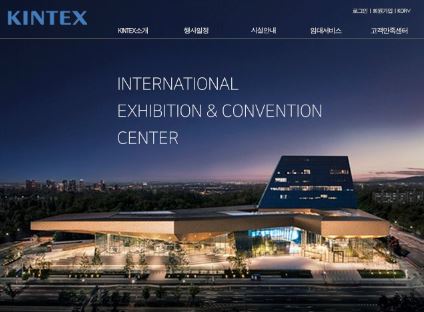 KINTEX
로그인 | 회원가입 | KOR∨
KINTEX소개 행사일정 시설안내 임대서비스 고객만족센터
INTERNATIONAL
EXHIBITION & CONVENTION
CENTER